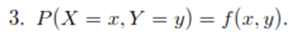 3. P(X = x, Y = y) = f(x, y).